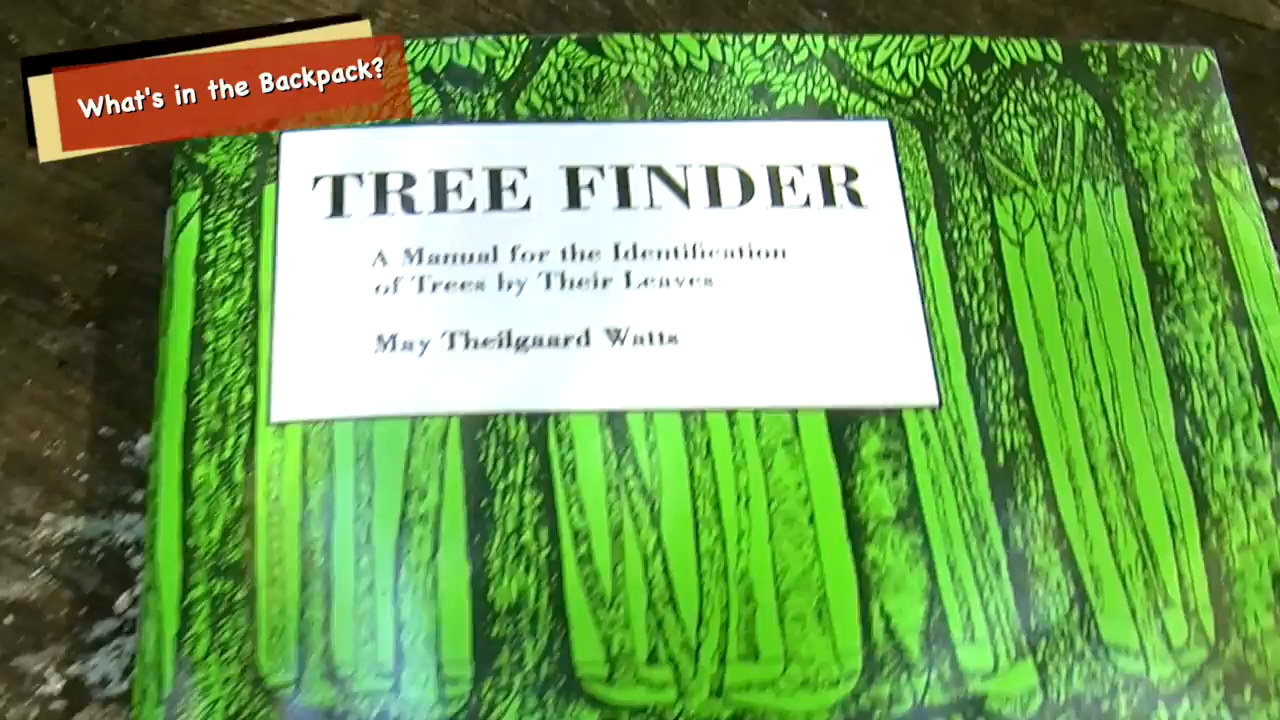 What's in the Backpack?
TREE FINDER
A Manual for the Identification
of Trees by Their Leaves
May Theilgaard Watts